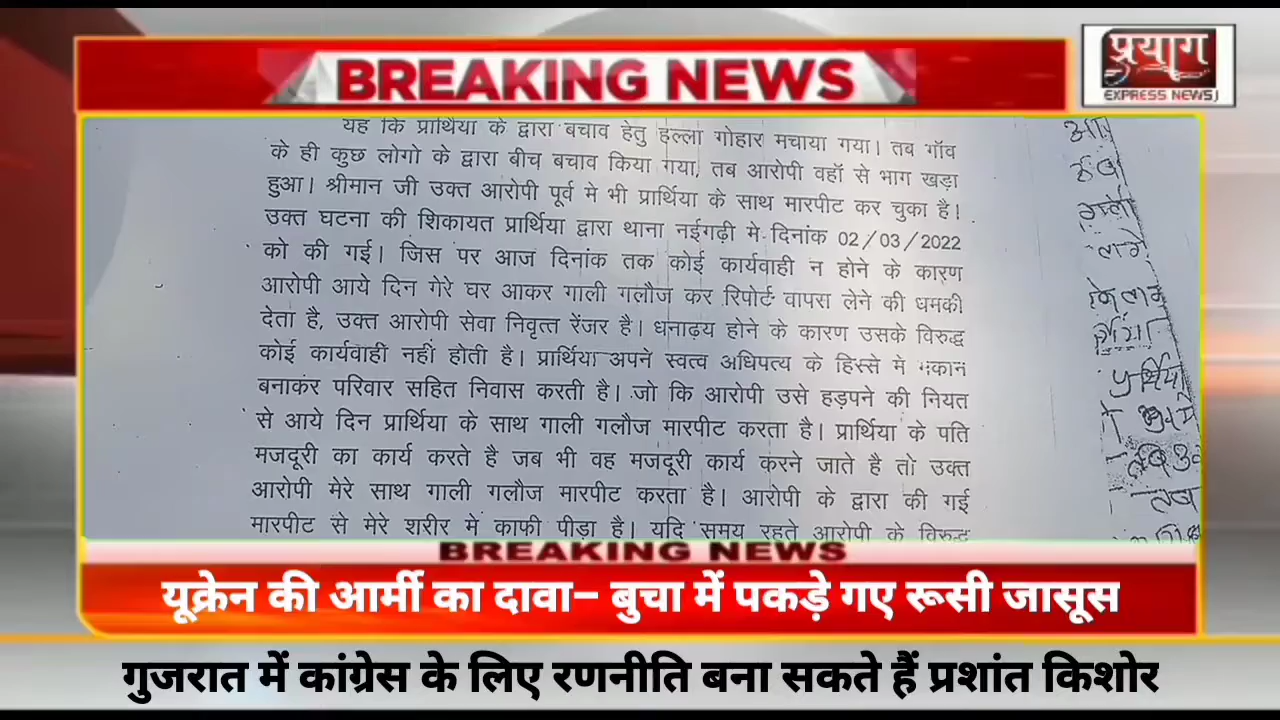 BREAKING NEWS
प्रयाग
EXPRESS NEWS
यह कि प्रार्थिया के द्वारा बचाव हेतु हल्ला गोहार मचाया गया। तब गॉव
के ही कुछ लोगो के द्वारा बीच बचाव किया गया, तब आरोपी वहॉ से भाग खड़ा
हुआ। श्रीमान जी उक्त आरोपी पूर्व मे भी प्रार्थिया के साथ मारपीट कर चुका है।
उक्त घटना की शिकायत प्रार्थिया द्वारा थाना नईगढ़ी मे दिनांक 02/03/2022
को की गई। जिस पर आज दिनांक तक कोई कार्यवाही न होने के कारण
आरोपी आये दिन मेरे घर आकर गाली गलौज कर रिपोर्ट वापस लेने की धमकी
देता है, उक्त आरोपी सेवा निवृत्त रेंजर है। धनाढ़य होने के कारण उसके विरुद्ध
कोई कार्यवाही नहीं होती है। प्रार्थिया अपने स्वत्व अधिपत्य के हिस्से मे मकान
बनाकर परिवार सहित निवास करती है। जो कि आरोपी उसे हड़पने की नियत
से आये दिन प्रार्थिया के साथ गाली गलौज मारपीट करता है। प्रार्थिया के पति
मजदूरी का कार्य करते है जब भी वह मजदूरी कार्य करने जाते है तो उक्त
आरोपी मेरे साथ गाली गलौज मारपीट करता है। आरोपी के द्वारा की गई
मारपीट से मेरे शरीर में काफी पीड़ा है। यदि समय रहते आरोपी के विरुद्ध
BREAKING NEWS
यूक्रेन की आर्मी का दावा– बुचा में पकड़े गए रूसी जासूस
गुजरात में कांग्रेस के लिए रणनीति बना सकते हैं प्रशांत किशोर